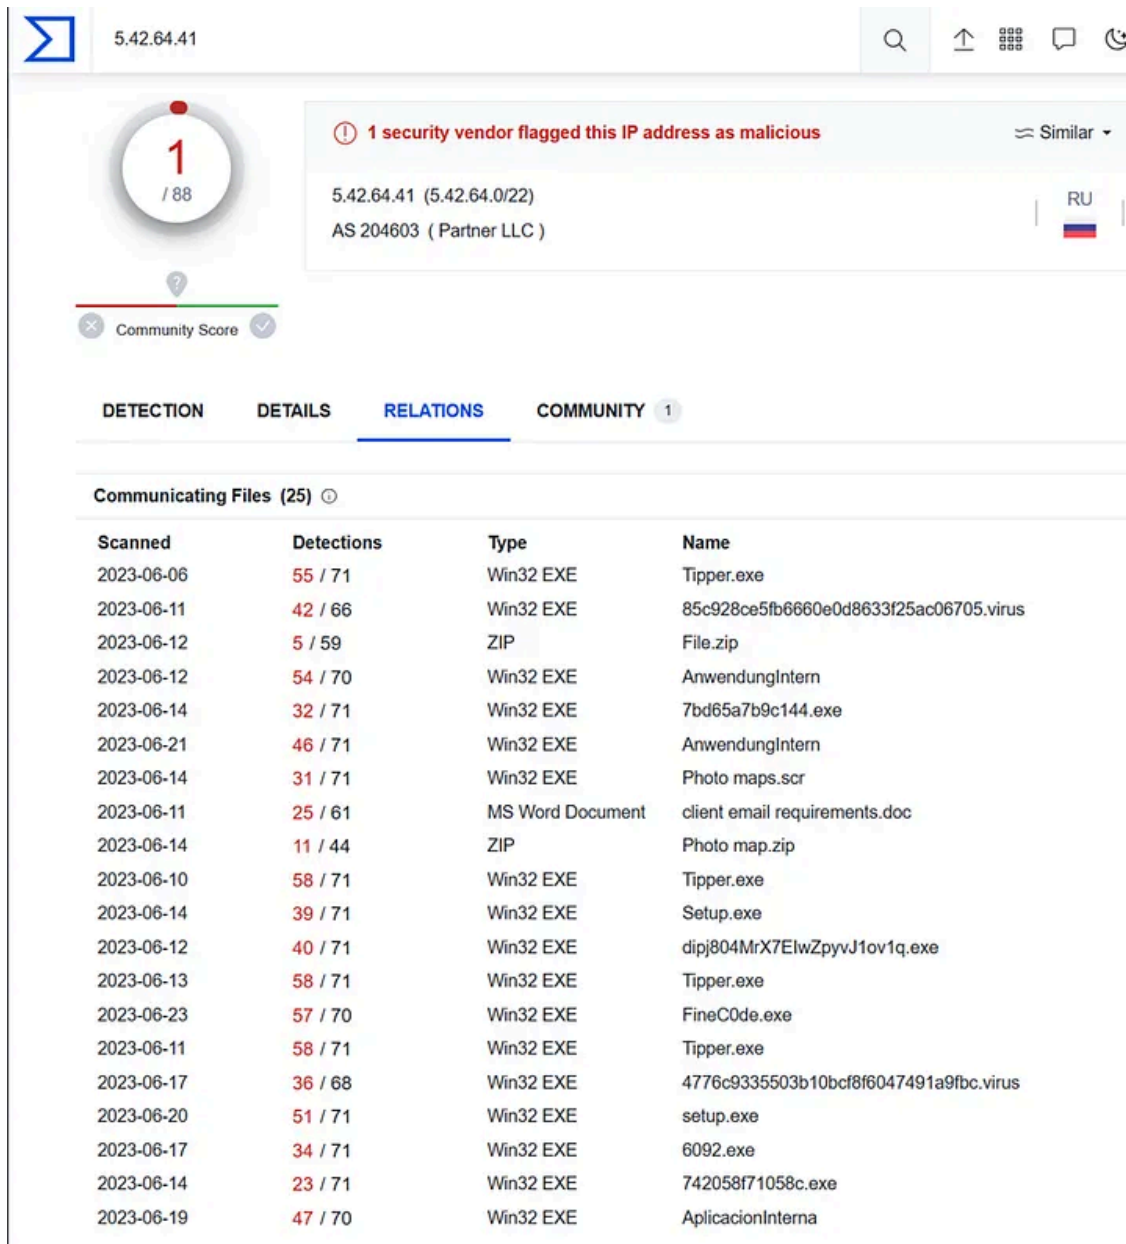 5.42.64.41
1
/ 88
1 security vendor flagged this IP address as malicious
Similar
5.42.64.41 (5.42.64.0/22)
AS 204603 ( Partner LLC )
RU
?
Community Score
DETECTION DETAILS RELATIONS COMMUNITY 1
Communicating Files (25)
Scanned Detections Type Name
2023-06-06 55 / 71 Win32 EXE Tipper.exe
2023-06-11 42 / 66 Win32 EXE 85c928ce5fb6660e0d8633f25ac06705.virus
2023-06-12 5 / 59 ZIP File.zip
2023-06-12 54 / 70 Win32 EXE AnwendungIntern
2023-06-14 32 / 71 Win32 EXE 7bd65a7b9c144.exe
2023-06-21 46 / 71 Win32 EXE AnwendungIntern
2023-06-14 31 / 71 Win32 EXE Photo maps.scr
2023-06-11 25 / 61 MS Word Document client email requirements.doc
2023-06-14 11 / 44 ZIP Photo map.zip
2023-06-10 58 / 71 Win32 EXE Tipper.exe
2023-06-14 39 / 71 Win32 EXE Setup.exe
2023-06-12 40 / 71 Win32 EXE dipj804MrX7ElwZpyvJ1ov1q.exe
2023-06-13 58 / 71 Win32 EXE Tipper.exe
2023-06-23 57 / 70 Win32 EXE FineC0de.exe
2023-06-11 58 / 71 Win32 EXE Tipper.exe
2023-06-17 36 / 68 Win32 EXE 4776c9335503b10bcf8f6047491a9fbc.virus
2023-06-20 51 / 71 Win32 EXE setup.exe
2023-06-17 34 / 71 Win32 EXE 6092.exe
2023-06-14 23 / 71 Win32 EXE 742058f71058c.exe
2023-06-19 47 / 70 Win32 EXE AplicacionInterna